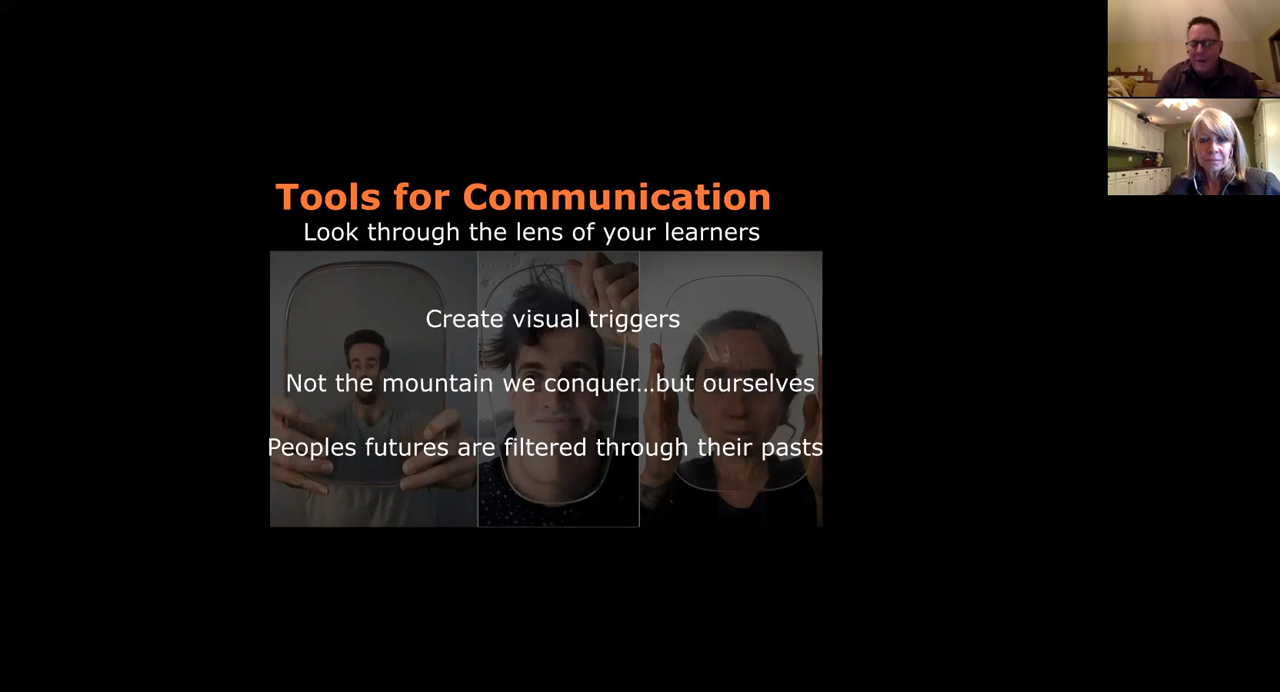 Tools for Communication
Look through the lens of your learners
Create visual triggers
Not the mountain we conquer…but ourselves
Peoples futures are filtered through their pasts